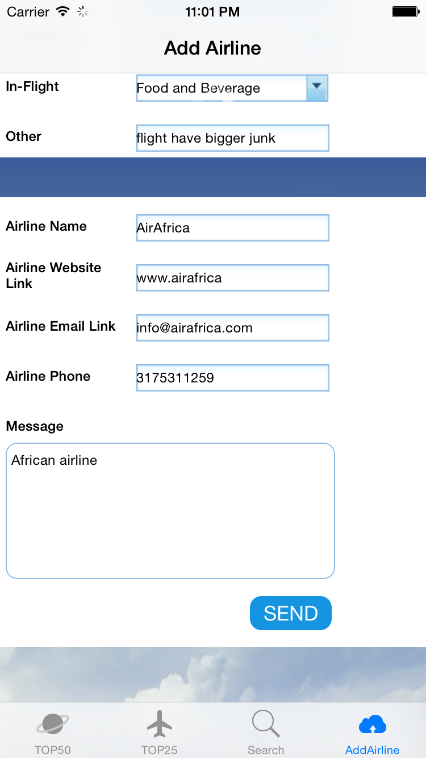 Carrier 11:01 PM
Add Airline
In-Flight Food and Beverage
Other flight have bigger junk
Airline Name AirAfrica
Airline Website
Link www.airafrica
Airline Email Link info@airafrica.com
Airline Phone 3175311259
Message
African airline
SEND
TOP50 TOP25 Search AddAirline